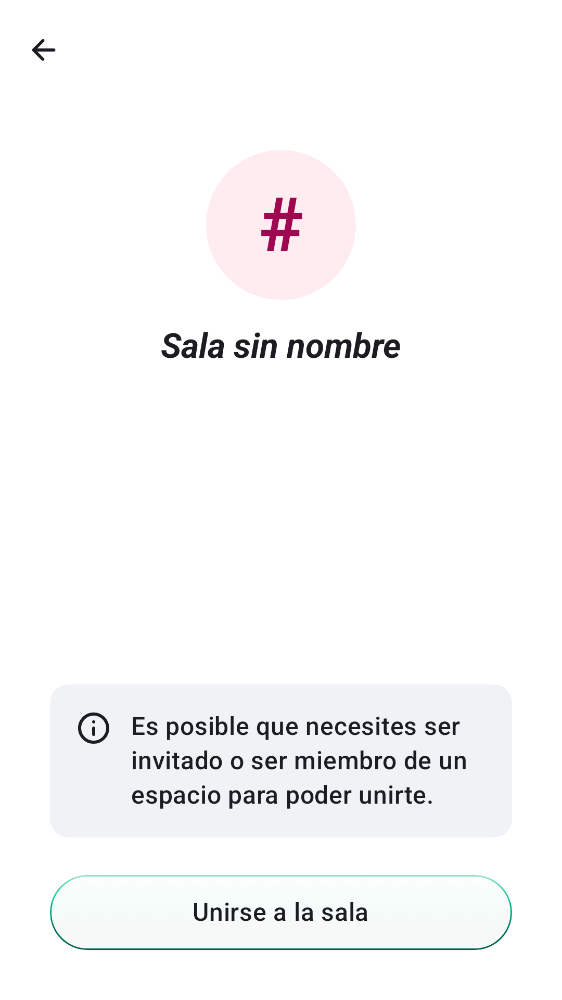 #
Sala sin nombre
Es posible que necesites ser
invitado o ser miembro de un
espacio para poder unirte.
Unirse a la sala